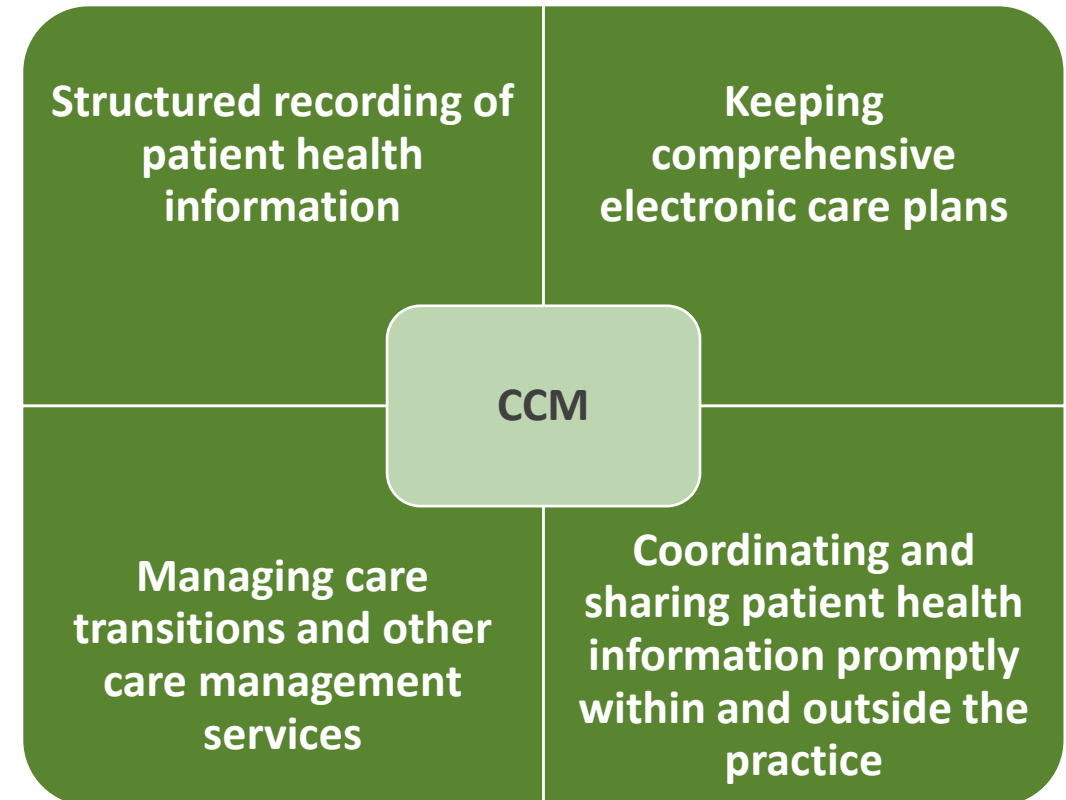 Structured recording of
patient health
information
Keeping
comprehensive
electronic care plans
CCM
Managing care
transitions and other
care management
services
Coordinating and
sharing patient health
information promptly
within and outside the
practice